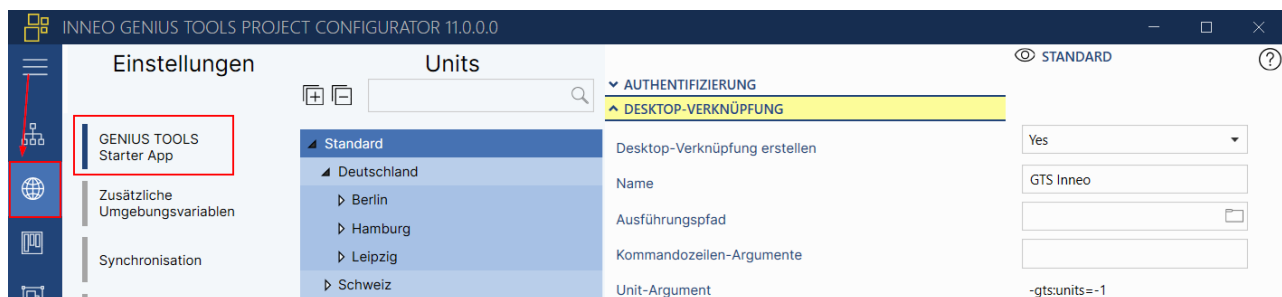 INNEO GENIUS TOOLS PROJECT CONFIGURATOR 11.0.0.0
Einstellungen
GENIUS TOOLS
Starter App
Zusätzliche
Umgebungsvariablen
Synchronisation
Units
Standard
Deutschland
Berlin
Hamburg
Leipzig
Schweiz
STANDARD
AUTHENTIFIZIERUNG
DESKTOP-VERKNÜPFUNG
Desktop-Verknüpfung erstellen Yes
Name GTS Inneo
Ausführungspfad
Kommandozeilen-Argumente
Unit-Argument -gts:units=-1